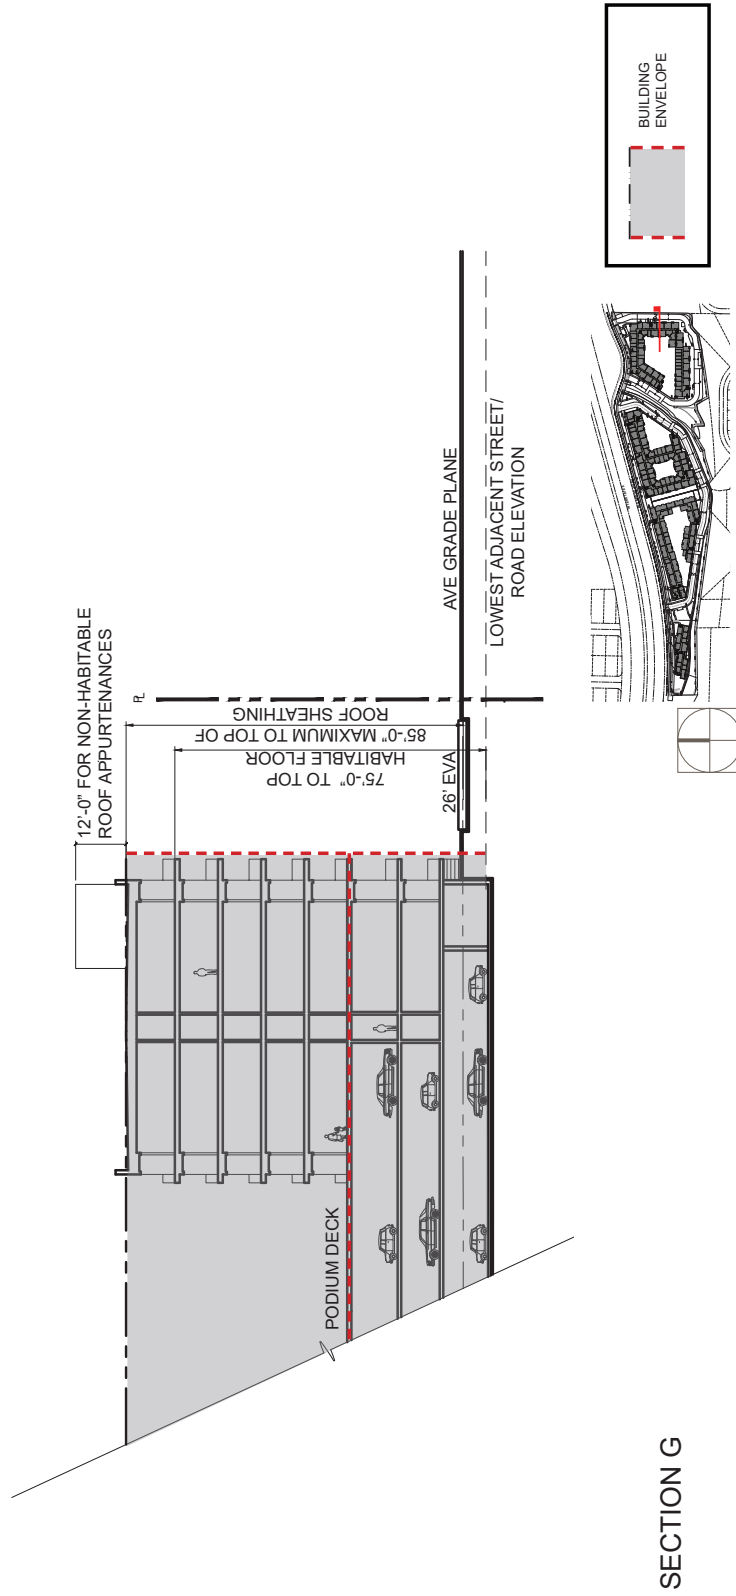 12'-0" FOR NON-HABITABLE
ROOF APPURTENANCES
PL
85'-0" MAXIMUM TO TOP OF
ROOF SHEATHING
75'-0" TO TOP
HABITABLE FLOOR
26' EVA
AVE GRADE PLANE
LOWEST ADJACENT STREET/
ROAD ELEVATION
PODIUM DECK
BUILDING
ENVELOPE
SECTION G